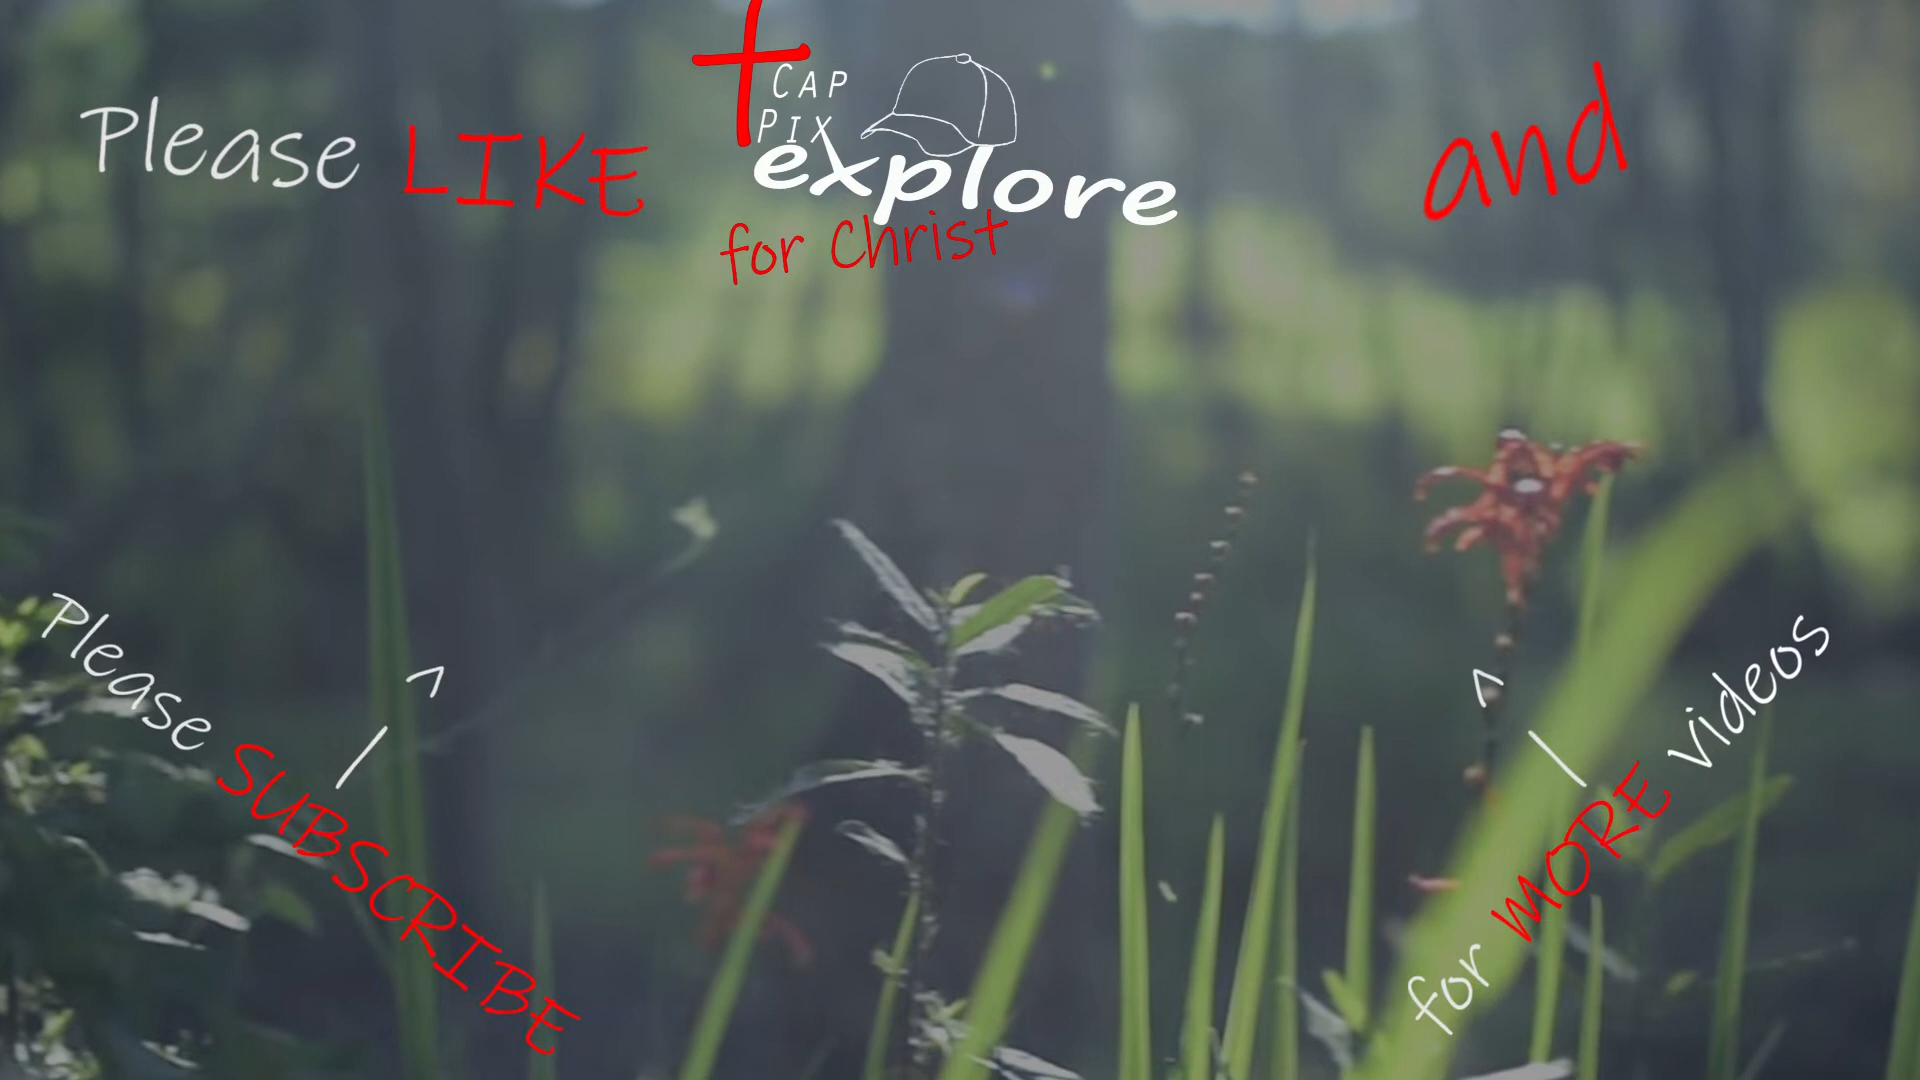 Please LIKE
CAP
PIX
explore
for Christ
and
Please SUBSCRIBE
for MORE videos